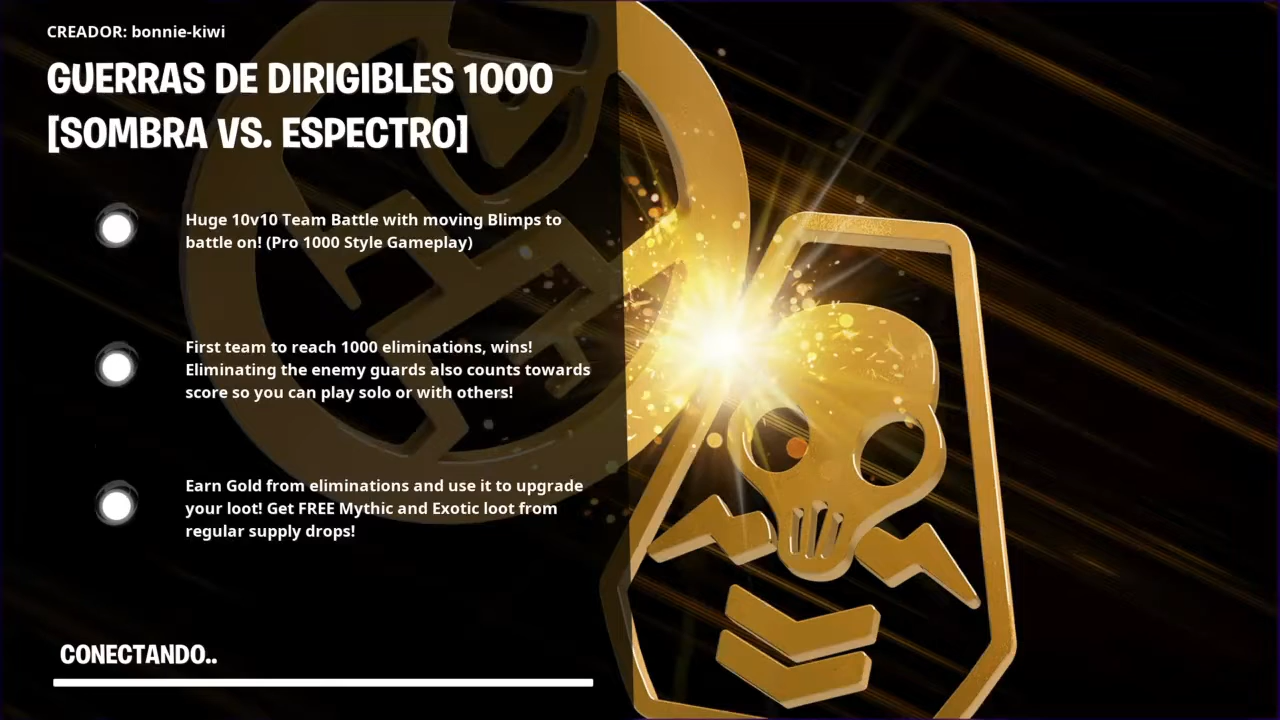 CREADOR: bonnie-kiwi
GUERRAS DE DIRIGIBLES 1000
[SOMBRA VS. ESPECTRO]
Huge 10v10 Team Battle with moving Blimps to
battle on! (Pro 1000 Style Gameplay)
First team to reach 1000 eliminations, wins!
Eliminating the enemy guards also counts towards
score so you can play solo or with others!
Earn Gold from eliminations and use it to upgrade
your loot! Get FREE Mythic and Exotic loot from
regular supply drops!
CONECTANDO..